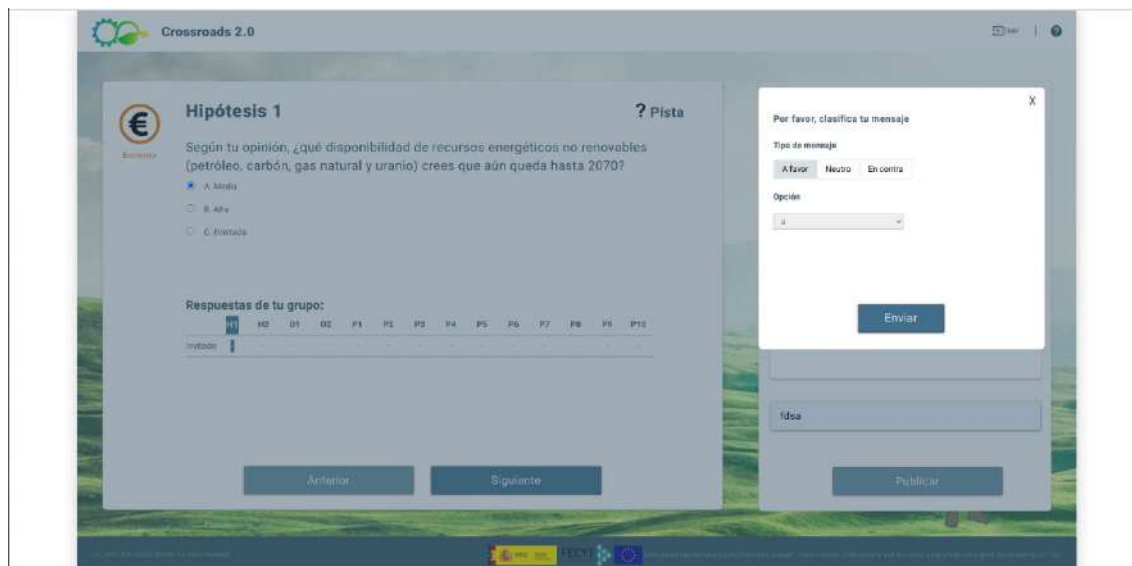 Crossroads 2.0
Salir
Hipótesis 1
? Pista
Economía
Según tu opinión, ¿qué disponibilidad de recursos energéticos no renovables
(petróleo, carbón, gas natural y uranio) crees que aún queda hasta 2070?
A. Media
B. Alta
C. Limitada
Respuestas de tu grupo:
H1 H2 O1 O2 P1 P2 P3 P4 P5 P6 P7 P8 P9 P10
Invitado
Anterior
Siguiente
X
Por favor, clasifica tu mensaje
Tipo de mensaje
A favor Neutro En contra
Opción
a
Enviar
fdsa
Publicar
FECYT